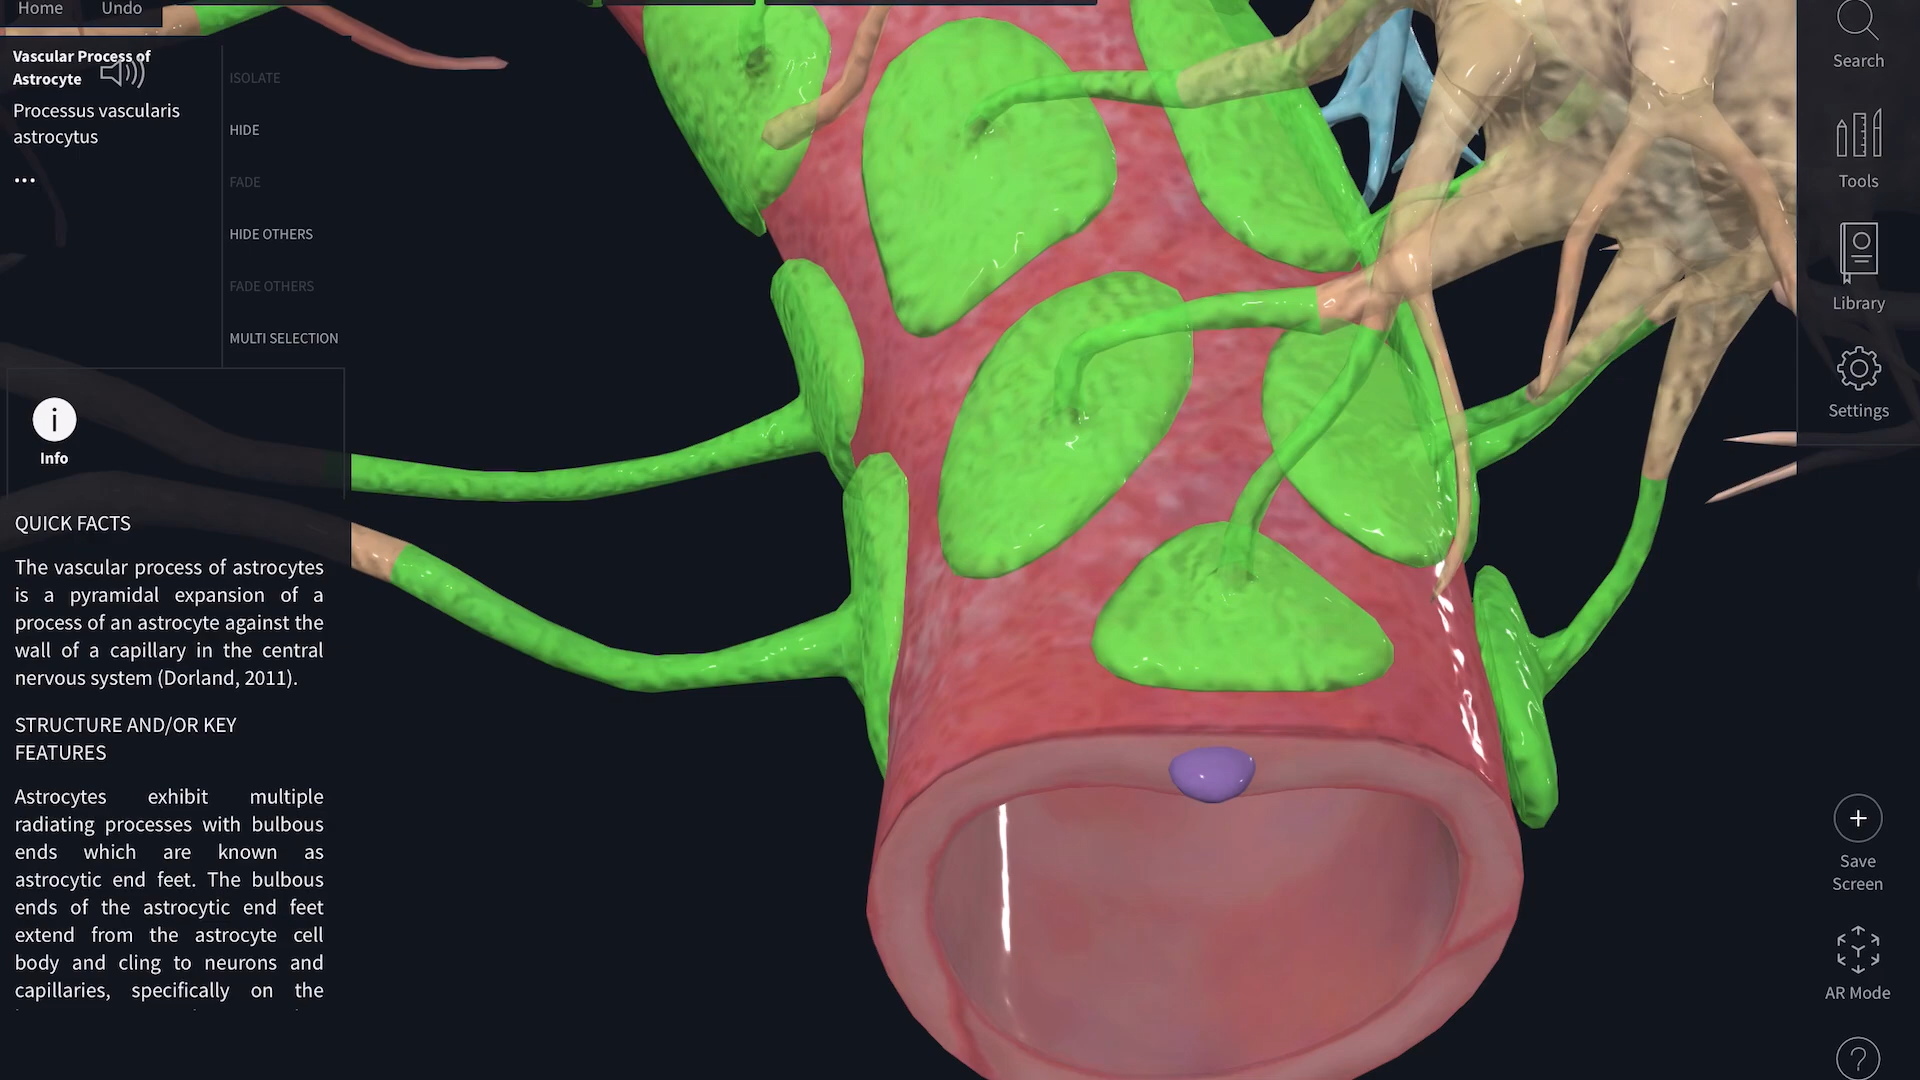 Home Undo
Vascular Process of
Astrocyte
Processus vascularis
astrocytus
...
ISOLATE
HIDE
FADE
HIDE OTHERS
FADE OTHERS
MULTI SELECTION
i
Info
QUICK FACTS
The vascular process of astrocytes
is a pyramidal expansion of a
process of an astrocyte against the
wall of a capillary in the central
nervous system (Dorland, 2011).
STRUCTURE AND/OR KEY
FEATURES
Astrocytes exhibit multiple
radiating processes with bulbous
ends which are known as
astrocytic end feet. The bulbous
ends of the astrocytic end feet
extend from the astrocyte cell
body and cling to neurons and
capillaries, specifically on the
Search
Tools
Library
Settings
+
Save
Screen
AR Mode
?